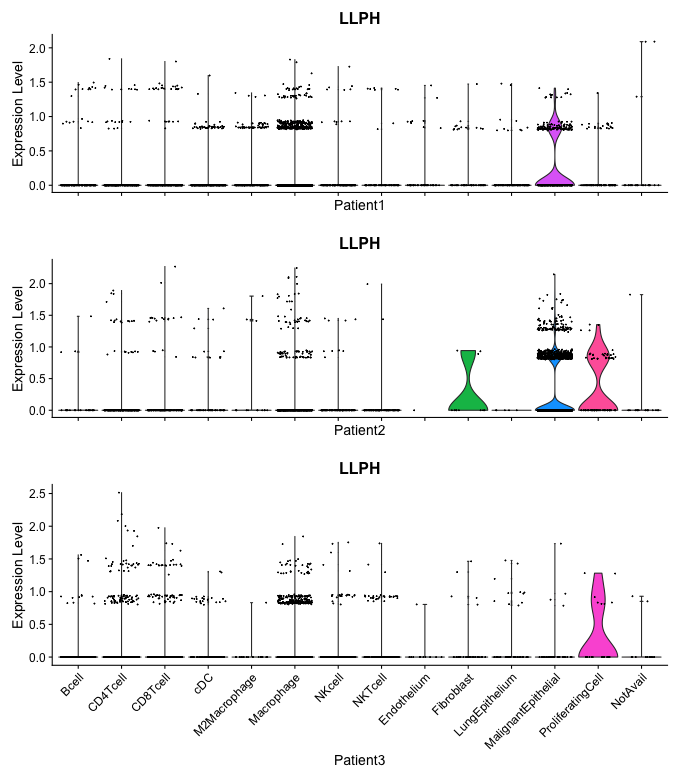 LLPH
Expression Level
2.0
1.5
1.0
0.5
0.0
Patient1
LLPH
Expression Level
2.0
1.5
1.0
0.5
0.0
Patient2
LLPH
Expression Level
2.5
2.0
1.5
1.0
0.5
0.0
Bcell
CD4Tcell
CD8Tcell
cDC
M2Macrophage
Macrophage
NKcell
NKTcell
Endothelium
Fibroblast
LungEpithelium
MalignantEpithelial
ProliferatingCell
NotAvail
Patient3